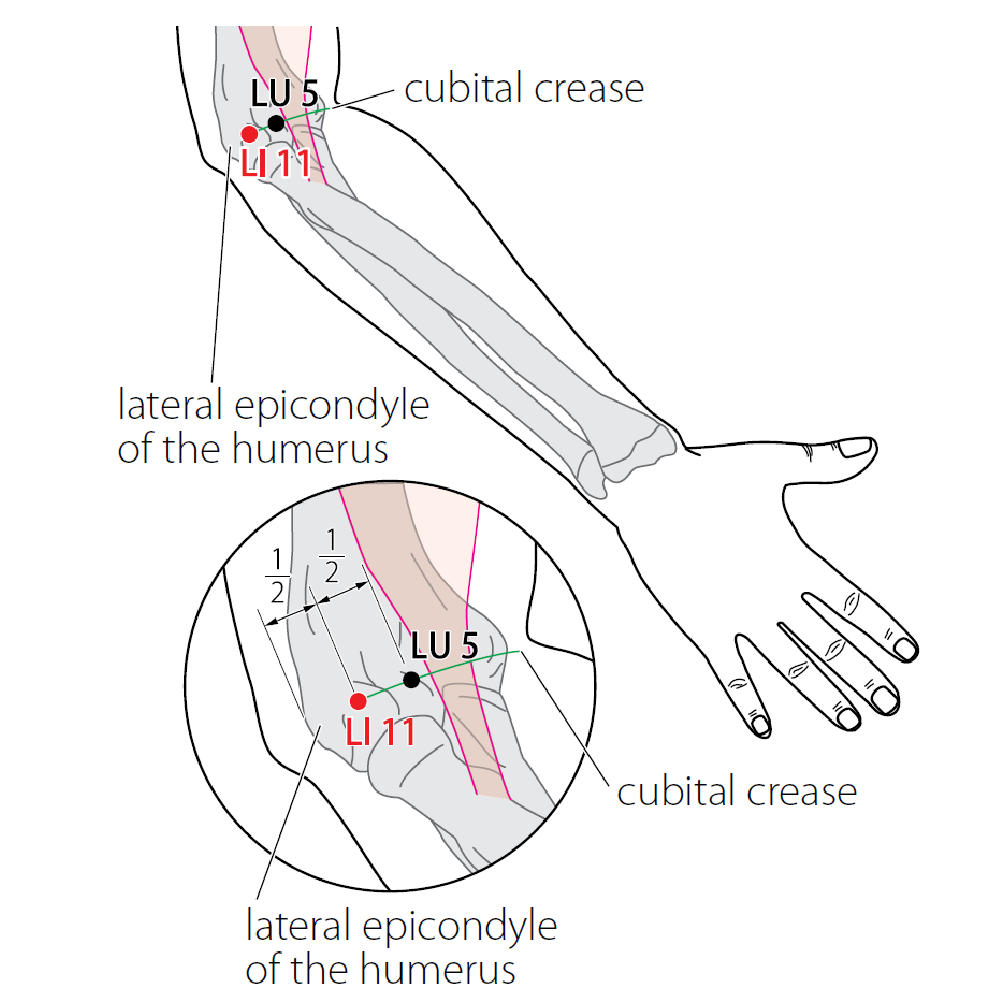 LU 5
cubital crease
LI 11
lateral epicondyle
of the humerus
1/2
1/2
LU 5
LI 11
cubital crease
lateral epicondyle
of the humerus